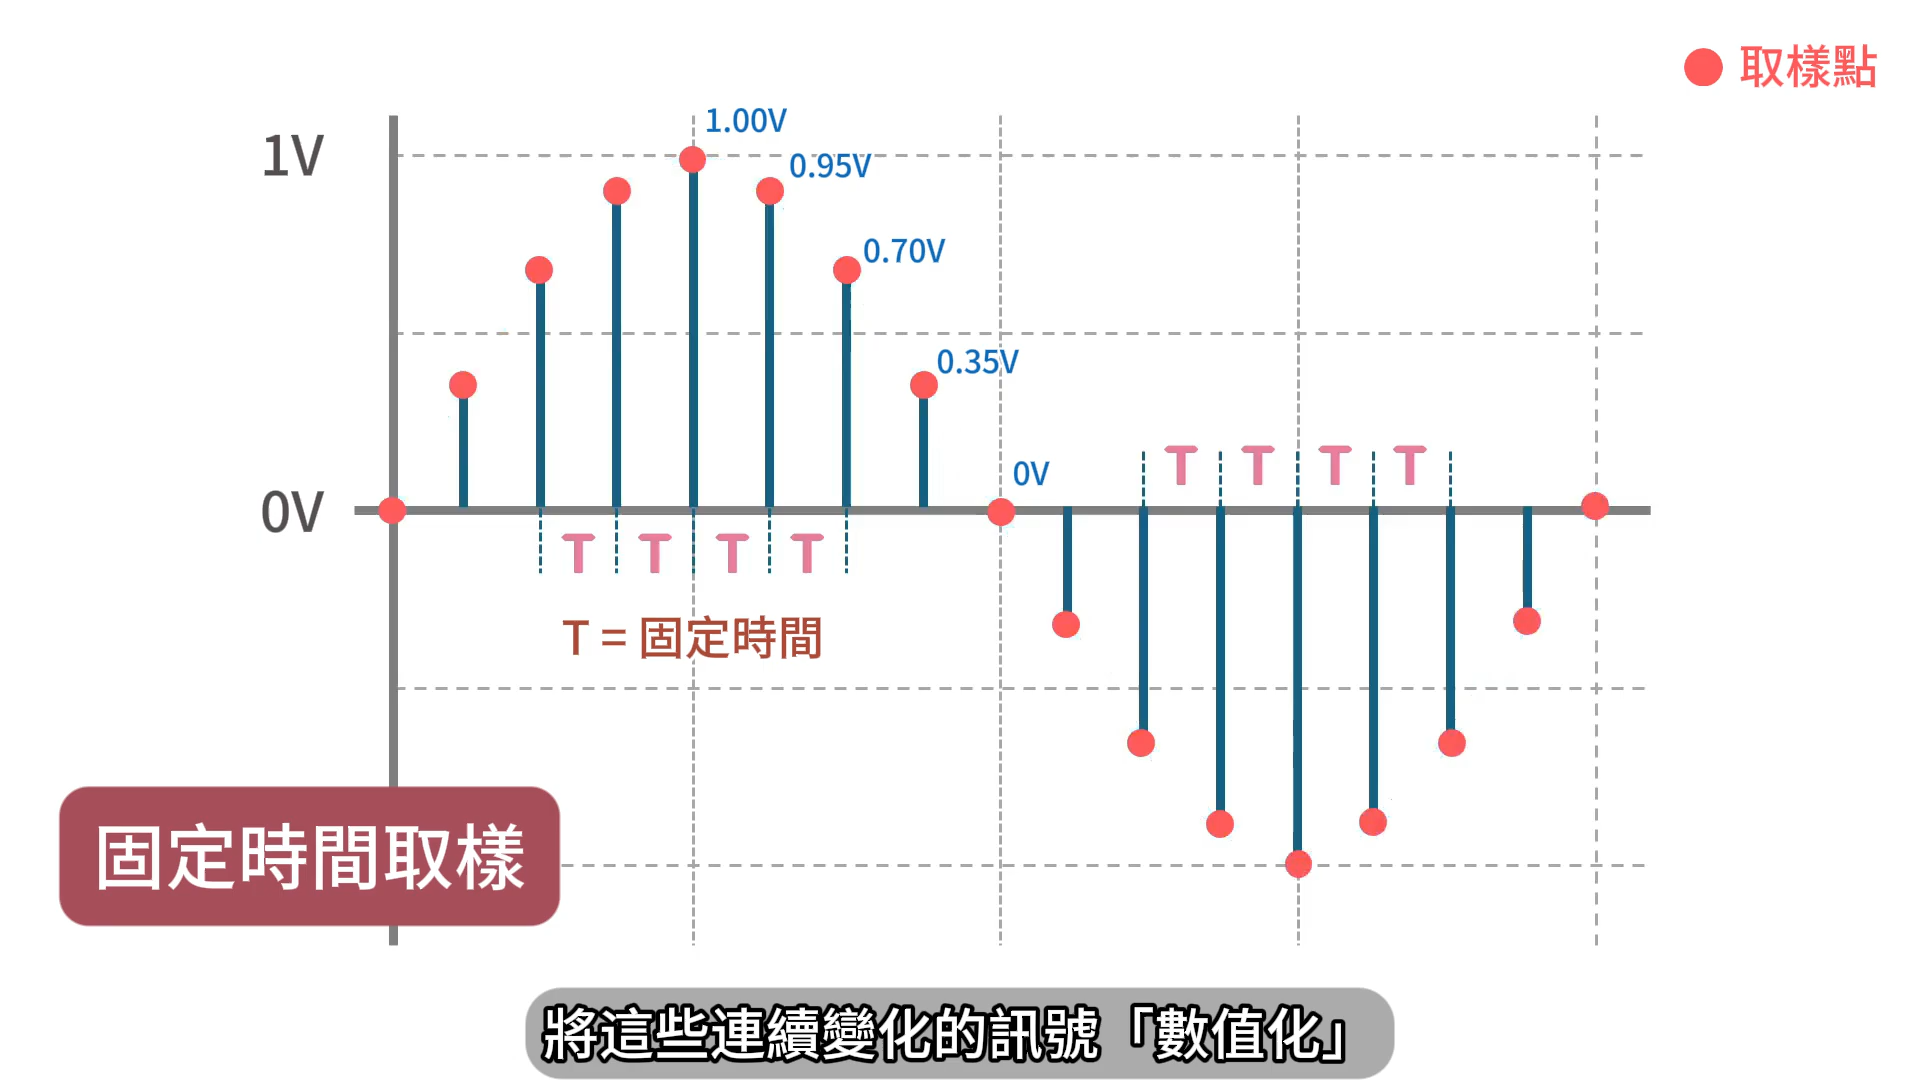 取樣點
1V
1.00V
0.95V
0.70V
0.35V
0V
0V
T T T T
T T T T
T = 固定時間
固定時間取樣
將這些連續變化的訊號「數值化」